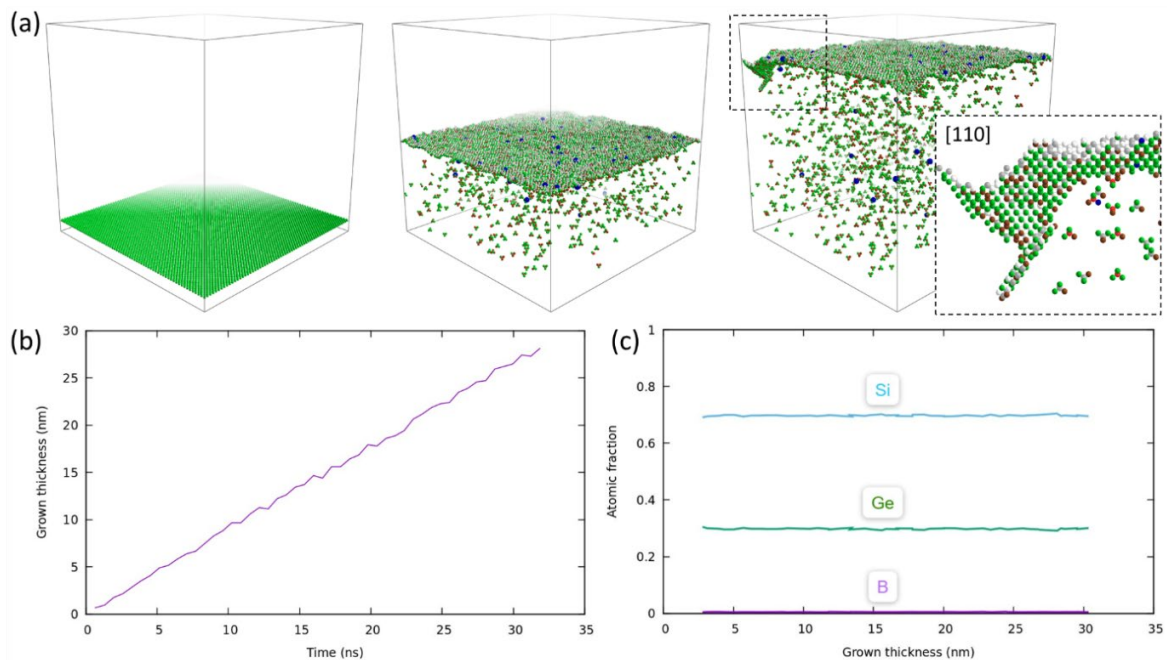 (a)
[110]
(b)
30
25
20
15
10
5
0
0 5 10 15 20 25 30 35
Grown thickness (nm)
Time (ns)
(c)
1
0.8
0.6
0.4
0.2
0
0 5 10 15 20 25 30 35
Atomic fraction
Grown thickness (nm)
Si
Ge
B